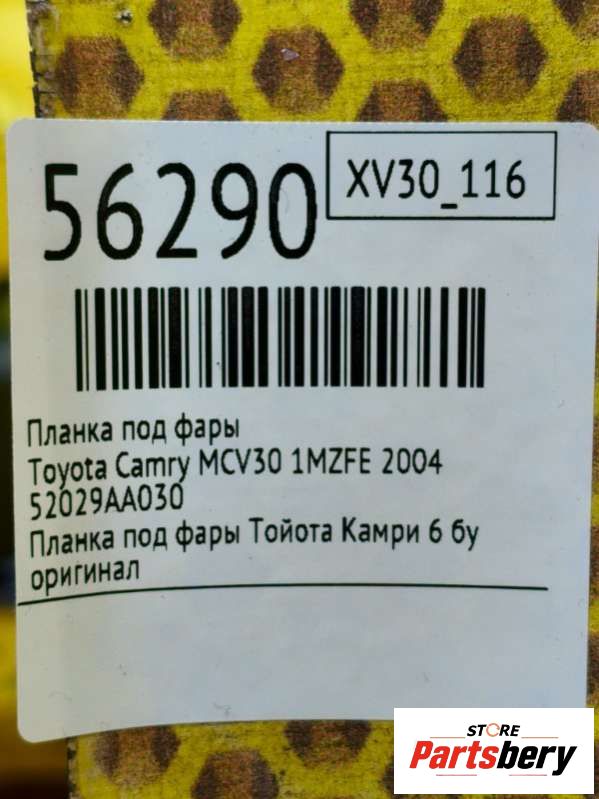 56290
XV30_116
Планка под фары
Toyota Camry MCV30 1MZFE 2004
52029AA030
Планка под фары Тойота Камри 6 бу
оригинал
STORE
Partsbery